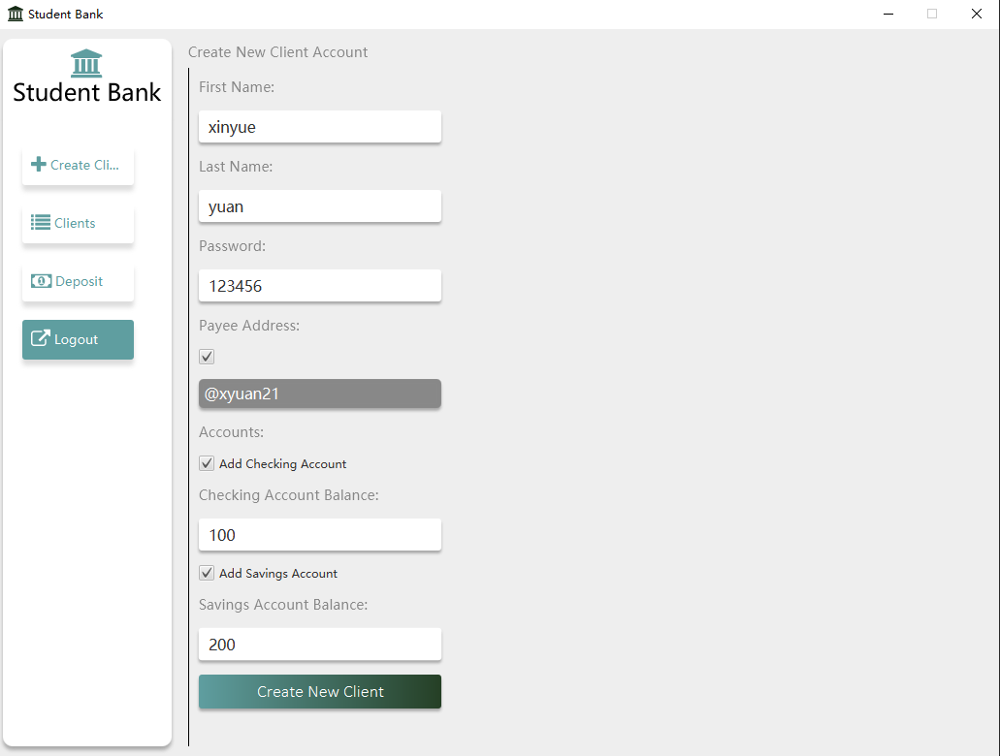 Student Bank
Student Bank
Create Cli...
Clients
Deposit
Logout
Create New Client Account
First Name:
xinyue
Last Name:
yuan
Password:
123456
Payee Address:
@xyuan21
Accounts:
Add Checking Account
Checking Account Balance:
100
Add Savings Account
Savings Account Balance:
200
Create New Client